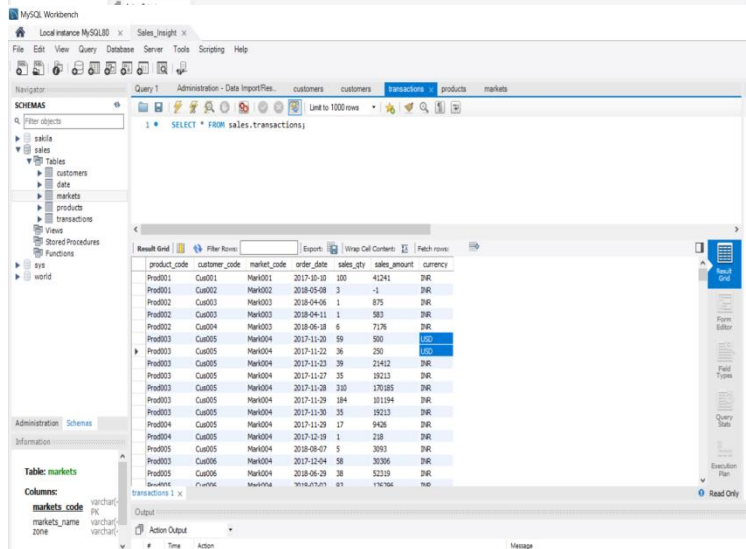 MySQL Workbench
Local instance MySQL80 × Sales_Insight ×
File Edit View Query Database Server Tools Scripting Help
Navigator
Query 1 Administration - Data Import/Res... customers customers transactions × products markets
SCHEMAS
Limit to 1000 rows
Filter objects
1 SELECT * FROM sales.transactions;
sakila
sales
Tables
customers
date
markets
products
transactions
Views
Stored Procedures
Functions
sys
world
Result Grid Filter Rows: Export: Wrap Cell Content: Fetch rows:
product_code customer_code market_code order_date sales_qty sales_amount currency
Prod001 Cus001 Mark001 2017-10-10 100 41241 INR
Prod001 Cus002 Mark002 2018-05-08 3 -1 INR
Prod002 Cus003 Mark003 2018-04-06 1 875 INR
Prod002 Cus003 Mark003 2018-04-11 1 583 INR
Prod002 Cus004 Mark003 2018-06-18 6 7176 INR
Prod003 Cus005 Mark004 2017-11-20 59 500 USD
Prod003 Cus005 Mark004 2017-11-22 36 250 USD
Prod003 Cus005 Mark004 2017-11-23 39 21412 INR
Prod003 Cus005 Mark004 2017-11-27 35 19213 INR
Prod003 Cus005 Mark004 2017-11-28 310 170185 INR
Prod003 Cus005 Mark004 2017-11-29 184 101194 INR
Prod003 Cus005 Mark004 2017-11-30 35 19213 INR
Prod004 Cus005 Mark004 2017-11-29 17 9426 INR
Prod004 Cus005 Mark004 2017-12-19 1 218 INR
Prod005 Cus005 Mark004 2018-08-07 5 3093 INR
Prod003 Cus006 Mark004 2017-12-04 58 30306 INR
Prod005 Cus006 Mark004 2018-06-29 38 52319 INR
Prod005 Cus006 Mark004
Result Grid
Form Editor
Field Types
Query Stats
Execution Plan
Administration Schemas
Information
Table: markets
Columns:
markets_code varchar(
PK
markets_name varchar(
zone varchar(
transactions 1 ×
Read Only
Output
Action Output
# Time Action Message